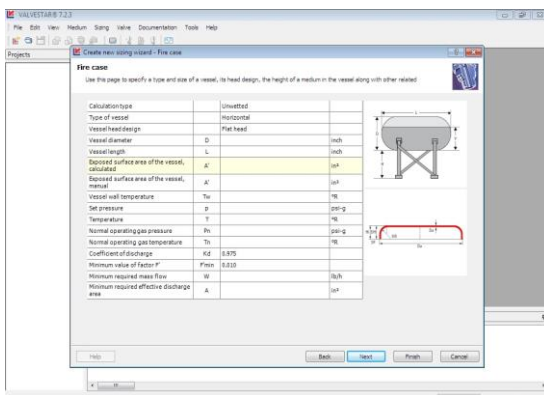 VALVESTAR® 7.2.3
File Edit View Medium Sizing Valve Documentation Tools Help
Projects
Create new sizing wizard - Fire case
Fire case
Use this page to specify a type and size of a vessel, its head design, the height of a medium in the vessel along with other related
Calculation type Unwetted
Type of vessel Horizontal
Vessel head design Flat head
Vessel diameter D inch
Vessel length L inch
Exposed surface area of the vessel, calculated A' in²
Exposed surface area of the vessel, manual A' in²
Vessel wall temperature Tw °R
Set pressure p psi-g
Temperature T °R
Normal operating gas pressure Pn psi-g
Normal operating gas temperature Tn °R
Coefficient of discharge Kd 0.975
Minimum value of factor F' F'min 0.010
Minimum required mass flow W lb/h
Minimum required effective discharge area A in²
L
Help Back Next Finish Cancel